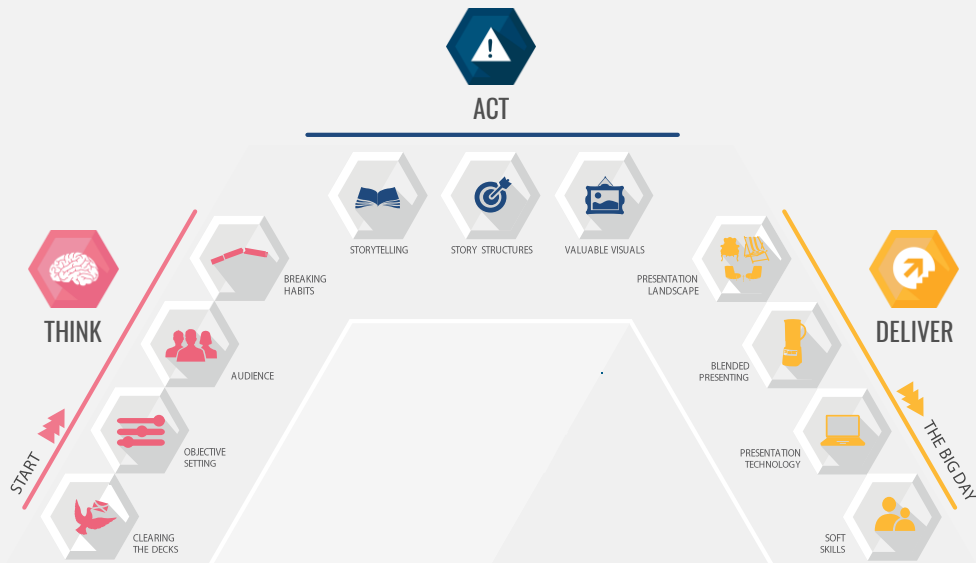 ACT
STORYTELLING
STORY STRUCTURES
VALUABLE VISUALS
THINK
BREAKING
HABITS
AUDIENCE
OBJECTIVE
SETTING
CLEARING
THE DECKS
START
DELIVER
PRESENTATION
LANDSCAPE
BLENDED
PRESENTING
PRESENTATION
TECHNOLOGY
SOFT
SKILLS
THE BIG DAY